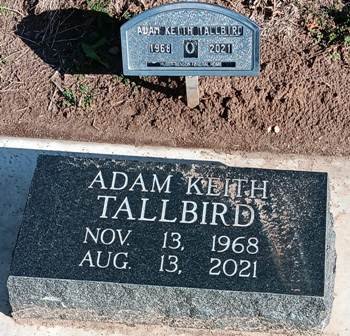 ADAM KEITH TALLBIRD
1968 2021
ADAM KEITH
TALLBIRD
NOV. 13, 1968
AUG. 13, 2021